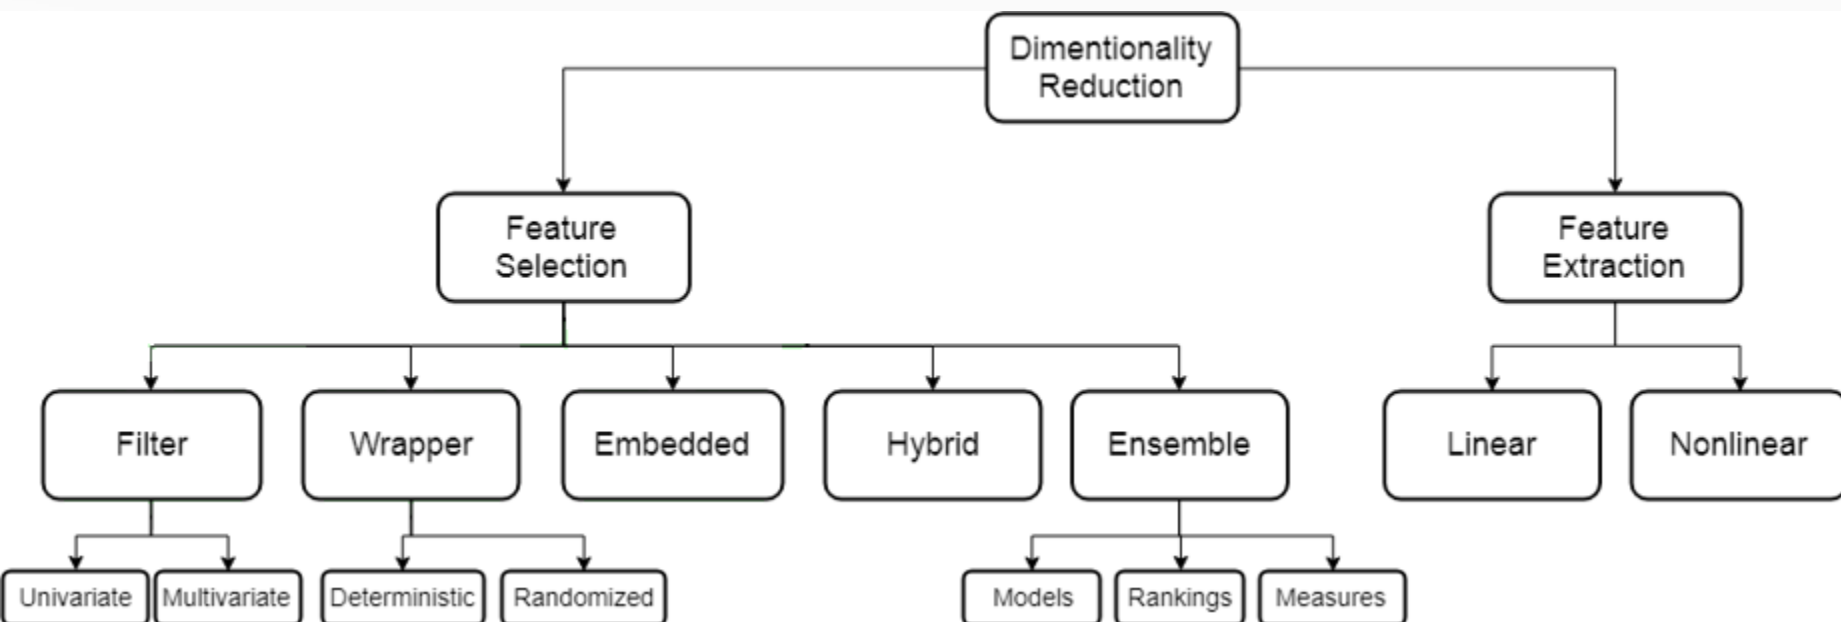 Dimentionality
Reduction
Feature
Selection
Feature
Extraction
Filter
Wrapper
Embedded
Hybrid
Ensemble
Linear
Nonlinear
Univariate
Multivariate
Deterministic
Randomized
Models
Rankings
Measures